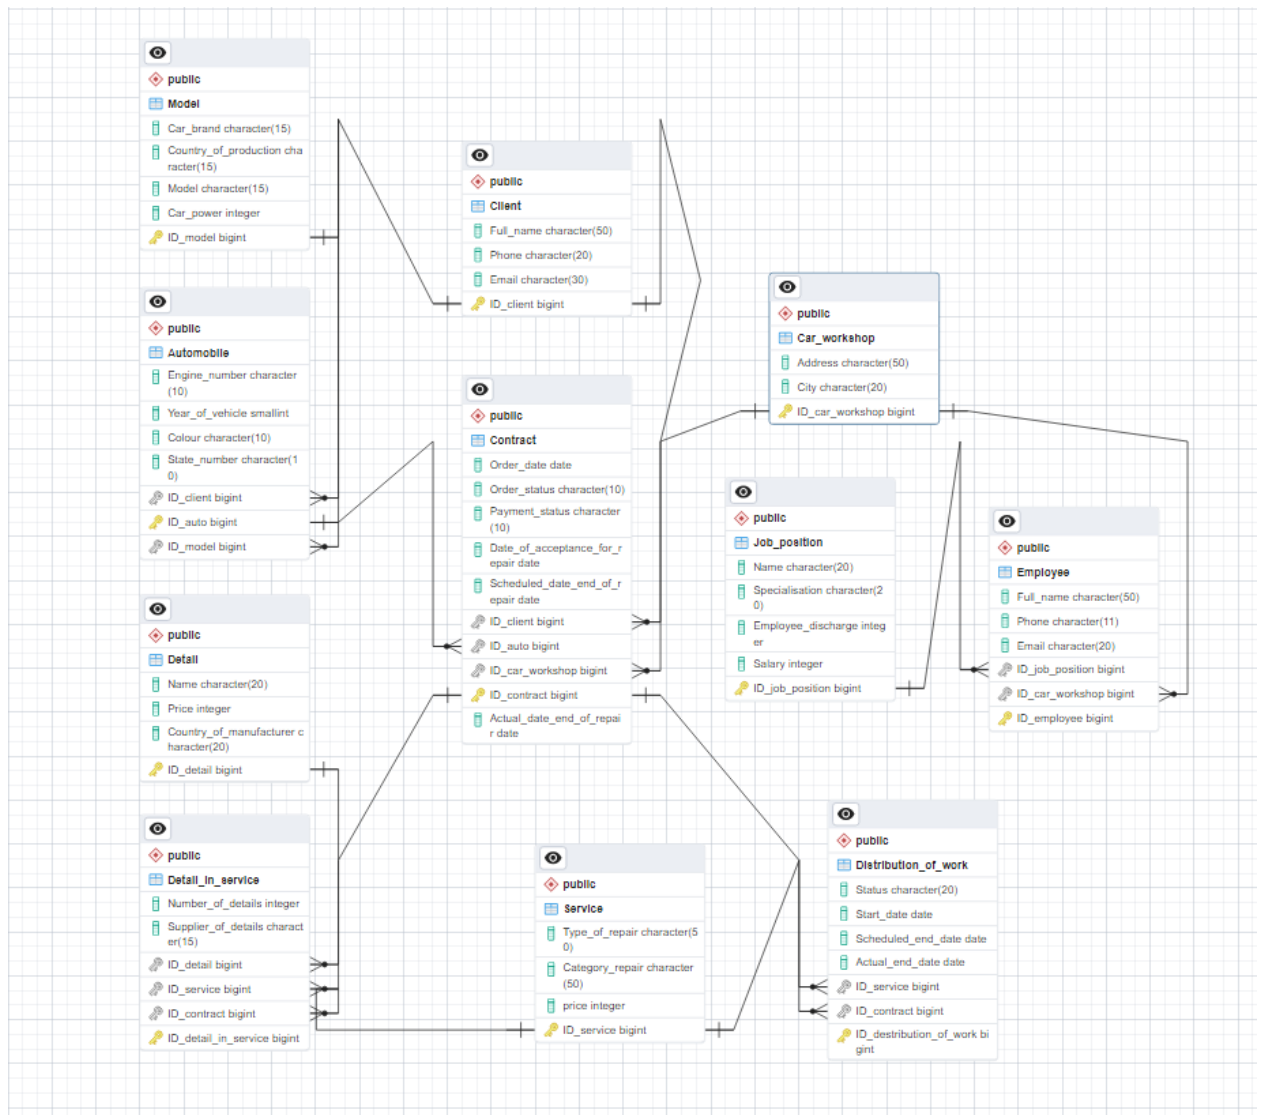 public
Model
Car_brand character(15)
Country_of_production cha
racter(15)
Model character(15)
Car_power integer
ID_model bigint
public
Client
Full_name character(50)
Phone character(20)
Email character(30)
ID_client bigint
public
Car_workshop
Address character(50)
City character(20)
ID_car_workshop bigint
public
Automobile
Engine_number character
(10)
Year_of_vehicle smallint
Colour character(10)
State_number character(1
0)
ID_client bigint
ID_auto bigint
ID_model bigint
public
Contract
Order_date date
Order_status character(10)
Payment_status character
(10)
Date_of_acceptance_for_r
epair date
Scheduled_date_end_of_r
epair date
ID_client bigint
ID_auto bigint
ID_car_workshop bigint
ID_contract bigint
Actual_date_end_of_repai
r date
public
Job_position
Name character(20)
Specialisation character(2
0)
Employee_discharge integ
er
Salary integer
ID_job_position bigint
public
Employee
Full_name character(50)
Phone character(11)
Email character(20)
ID_job_position bigint
ID_car_workshop bigint
ID_employee bigint
public
Detail
Name character(20)
Price integer
Country_of_manufacturer c
haracter(20)
ID_detail bigint
public
Detail_in_service
Number_of_details integer
Supplier_of_details charact
er(15)
ID_detail bigint
ID_service bigint
ID_contract bigint
ID_detail_in_service bigint
public
Service
Type_of_repair character(5
0)
Category_repair character
(50)
price integer
ID_service bigint
public
Distribution_of_work
Status character(20)
Start_date date
Scheduled_end_date date
Actual_end_date date
ID_service bigint
ID_contract bigint
ID_destribution_of_work bi
gint